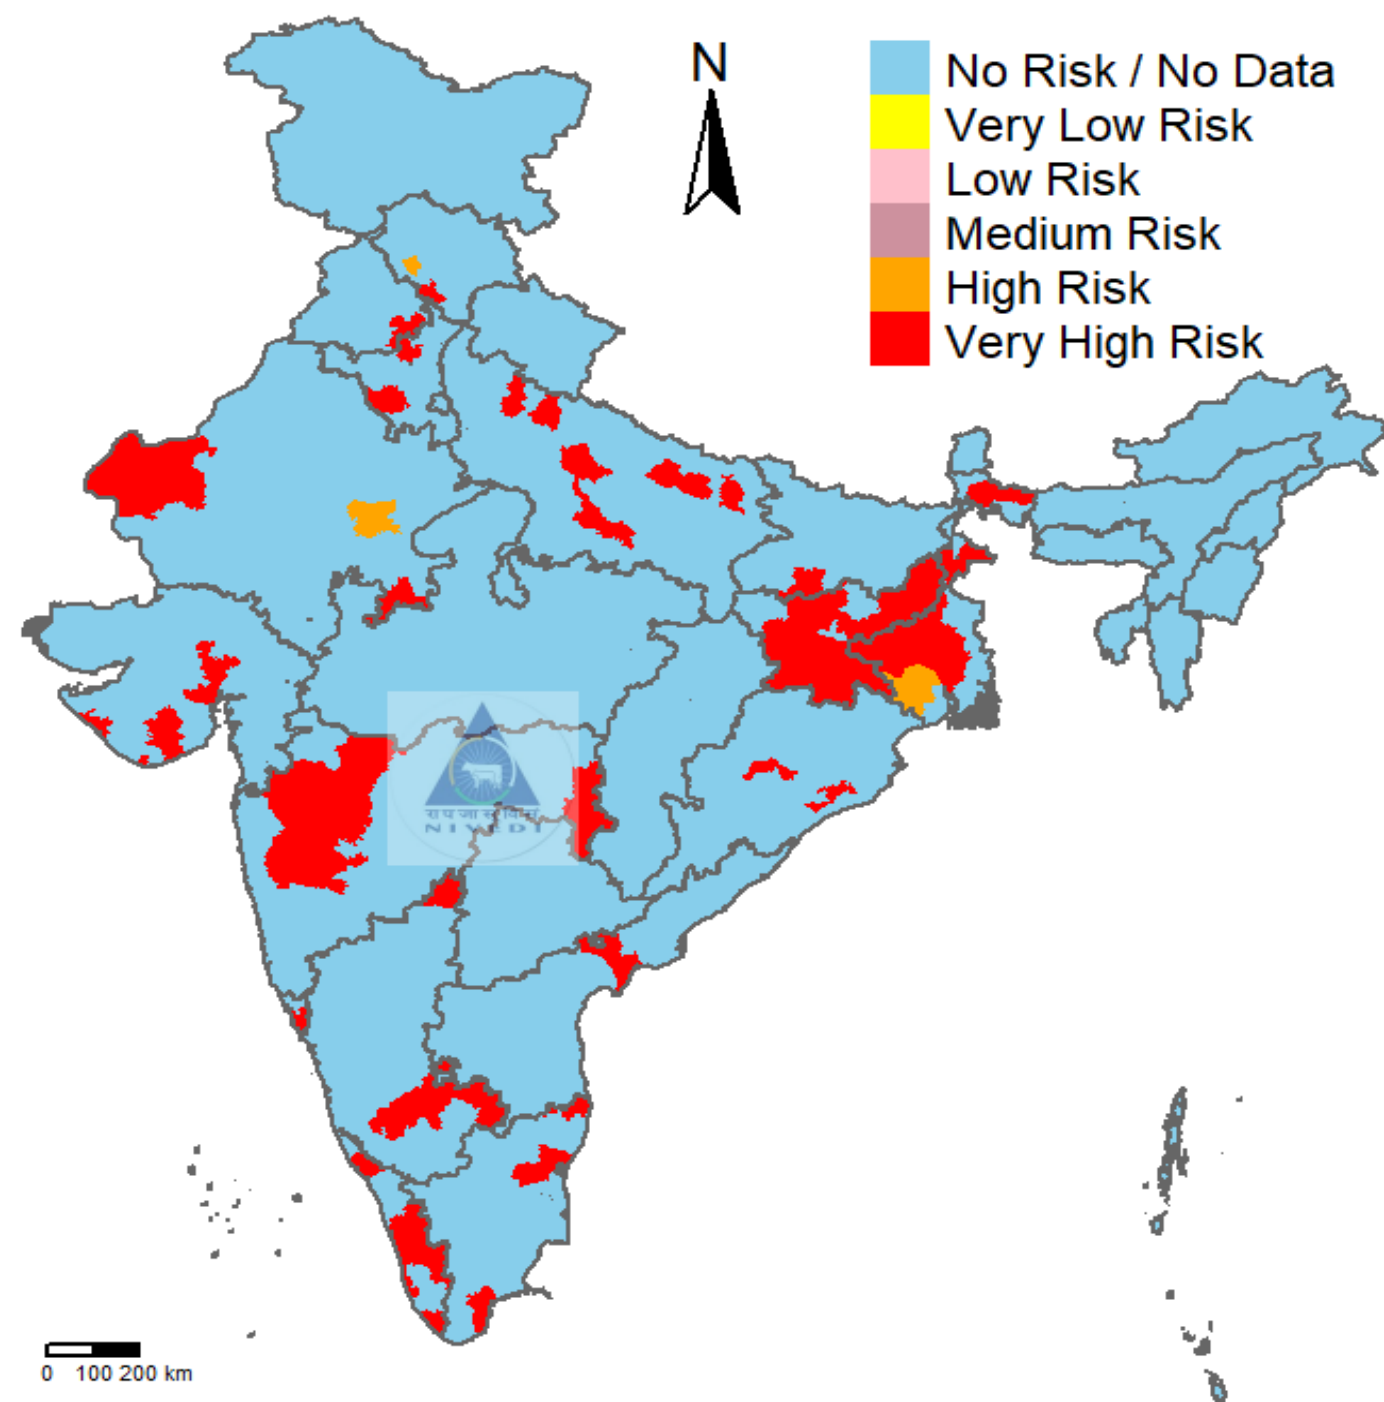 N
No Risk / No Data
Very Low Risk
Low Risk
Medium Risk
High Risk
Very High Risk
NIVEDI
0 100 200 km